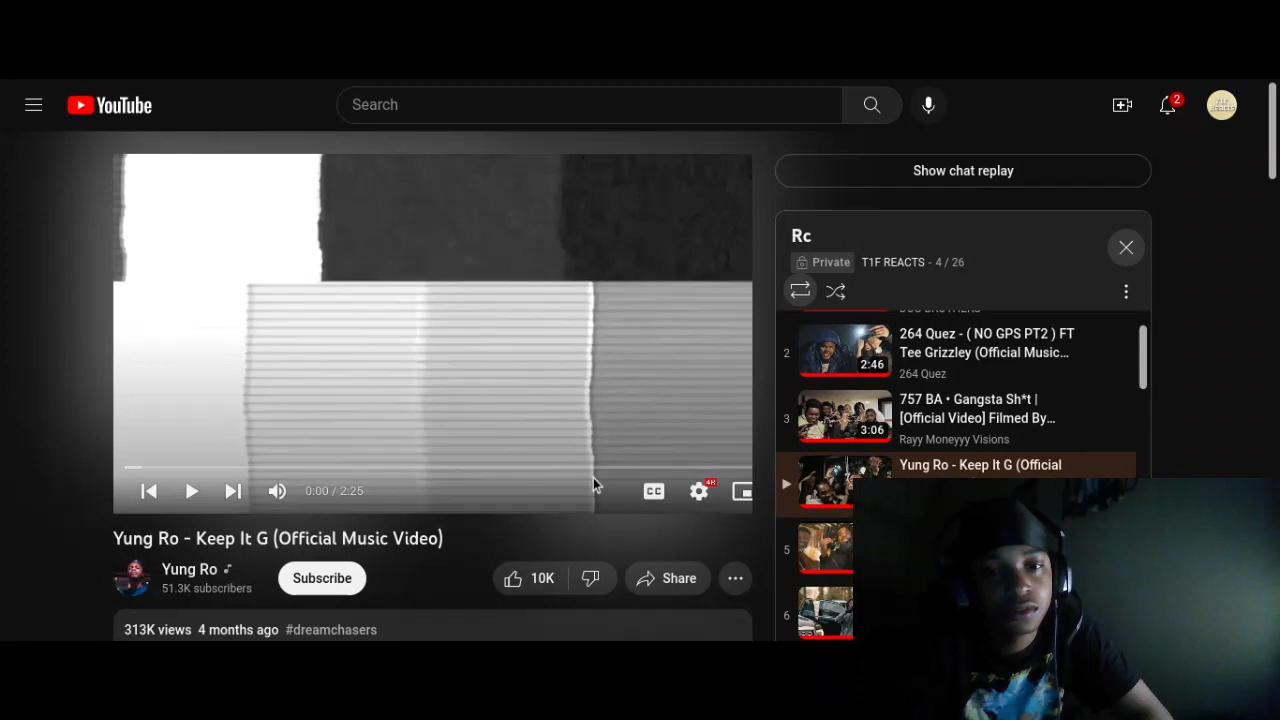 YouTube
Search
2
Show chat replay
Rc
Private T1F REACTS - 4 / 26
2
264 Quez - ( NO GPS PT2 ) FT
Tee Grizzley (Official Music...
264 Quez
2:46
3
757 BA • Gangsta Sh*t |
[Official Video] Filmed By...
Rayy Moneyyy Visions
3:06
Yung Ro - Keep It G (Official
5
6
0:00 / 2:25
CC
4K
Yung Ro - Keep It G (Official Music Video)
Yung Ro
51.3K subscribers
Subscribe
10K
Share
313K views 4 months ago #dreamchasers